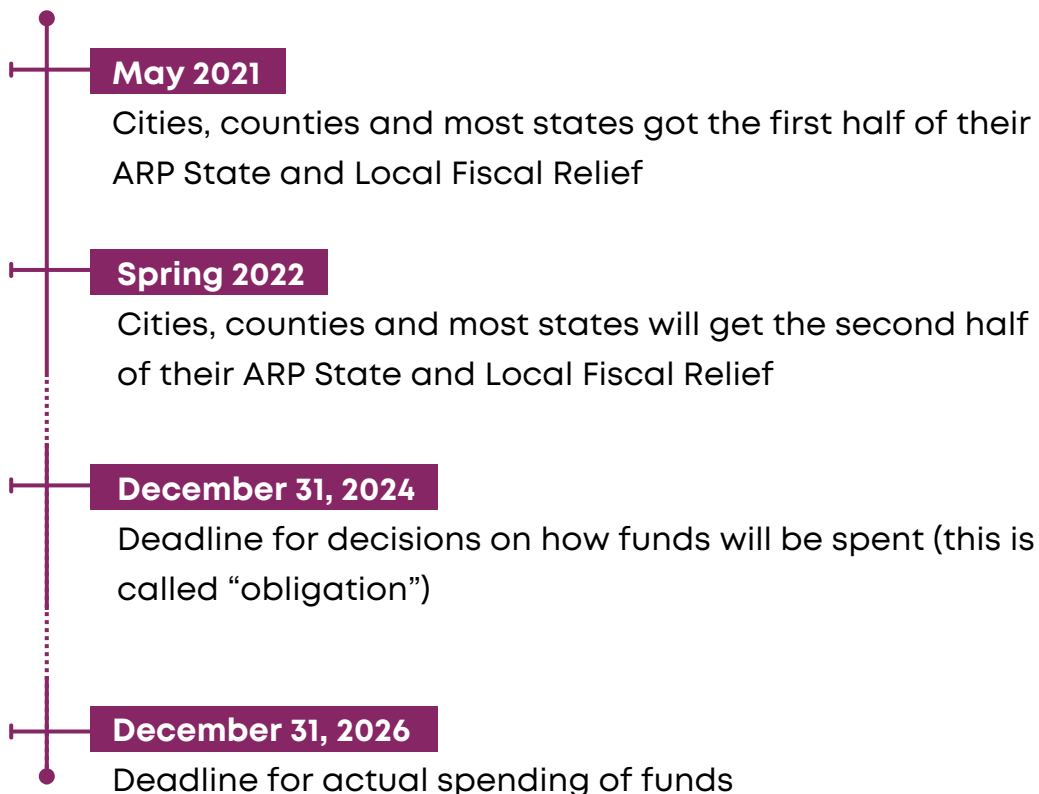 May 2021
Cities, counties and most states got the first half of their
ARP State and Local Fiscal Relief
Spring 2022
Cities, counties and most states will get the second half
of their ARP State and Local Fiscal Relief
December 31, 2024
Deadline for decisions on how funds will be spent (this is
called “obligation”)
December 31, 2026
Deadline for actual spending of funds